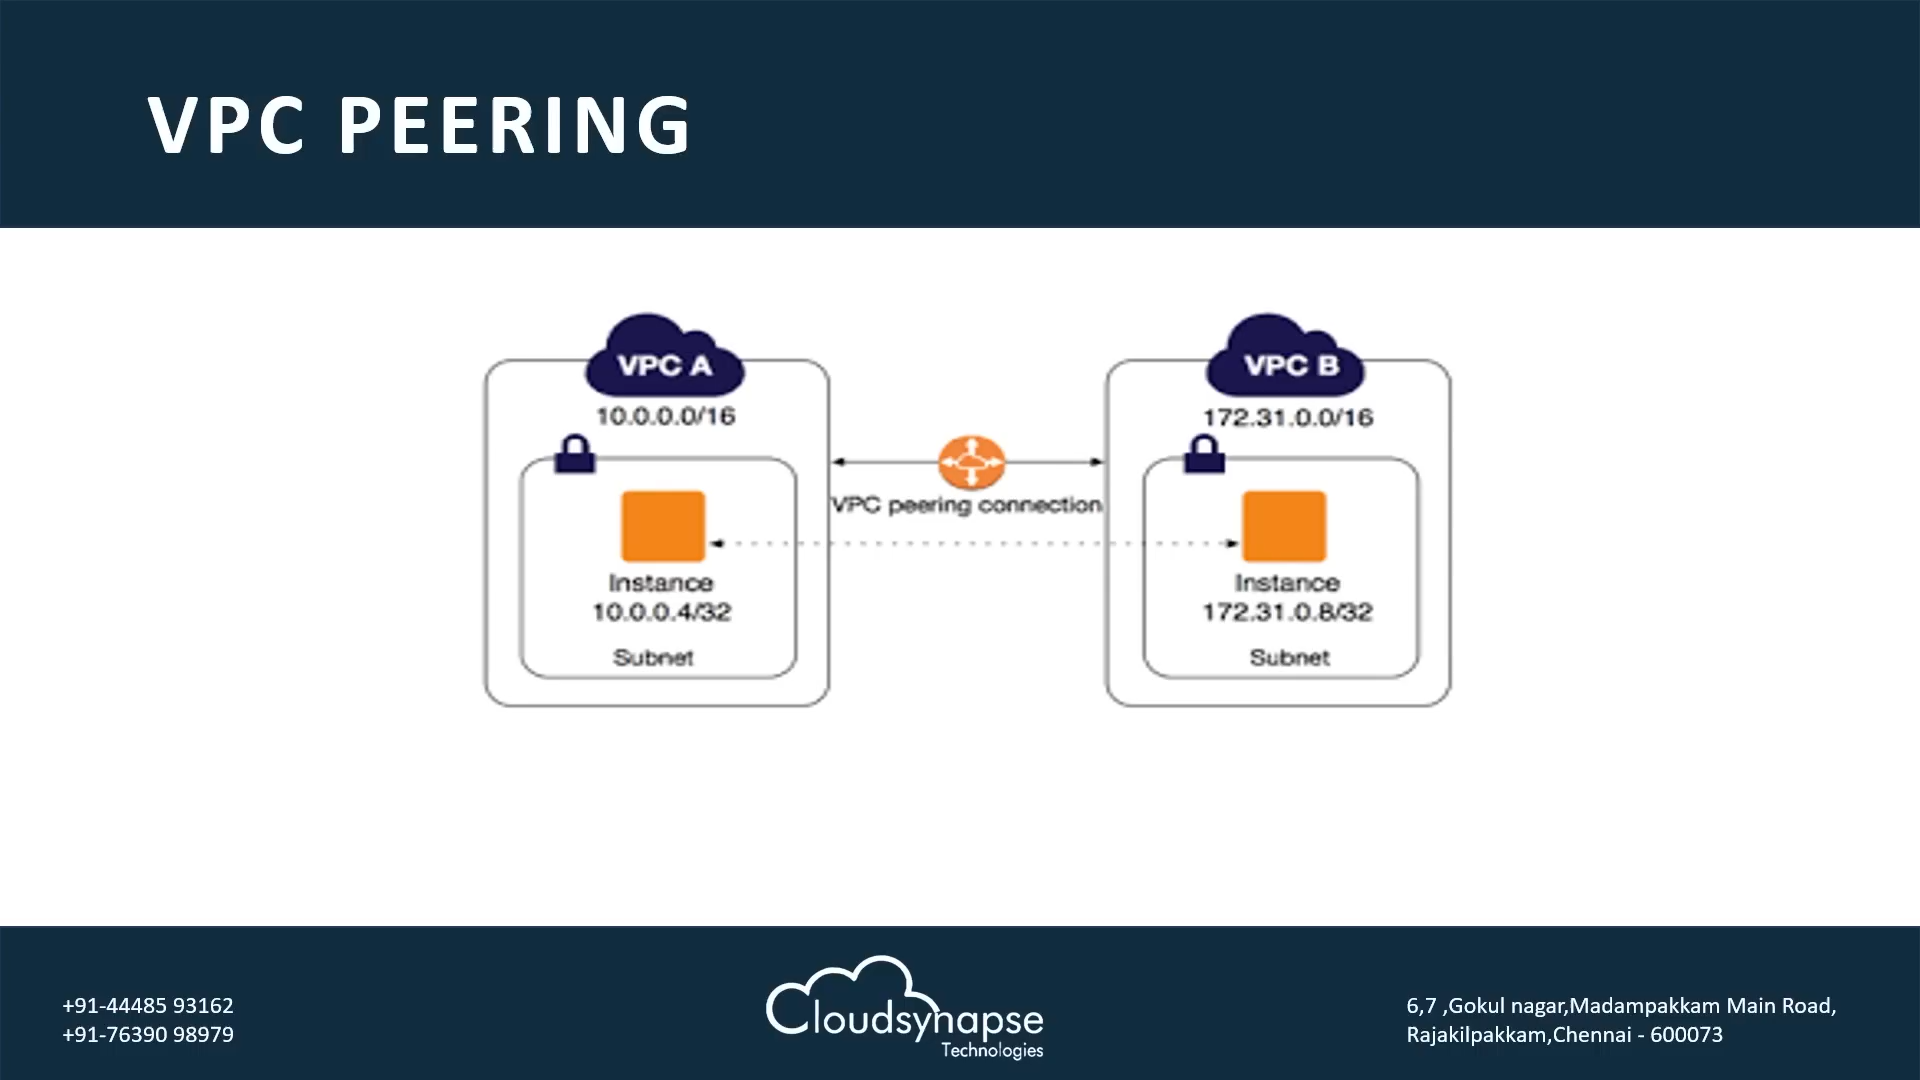 VPC PEERING
VPC A
10.0.0.0/16
Instance
10.0.0.4/32
Subnet
VPC peering connection
VPC B
172.31.0.0/16
Instance
172.31.0.8/32
Subnet
+91-44485 93162
+91-76390 98979
Cloudsynapse
Technologies
6,7 ,Gokul nagar,Madampakkam Main Road,
Rajakilpakkam,Chennai - 600073